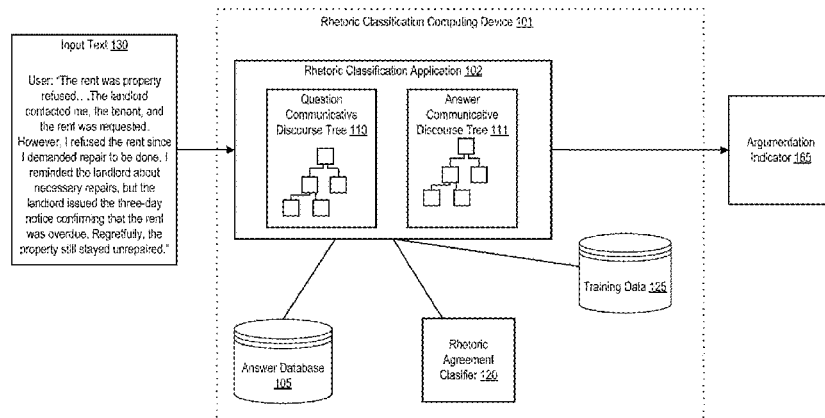 Rhetoric Classification Computing Device 101
Input Text 130
User: "The rent was property
refused.. ..The landlord
contacted me, the tenant, and
the rent was requested.
However, I refused the rent since
I demanded repair to be done. I
reminded the landlord about
necessary repairs, but the
landlord issued the three-day
notice confirming that the rent
was overdue. Regretfully, the
property still stayed unrepaired."
Rhetoric Classification Application 102
Question
Communicative
Discourse Tree 110
Answer
Communicative
Discourse Tree 111
Argumentation
Indicator 165
Training Data 125
Answer Database
105
Rhetoric
Agreement
Clasifier 120